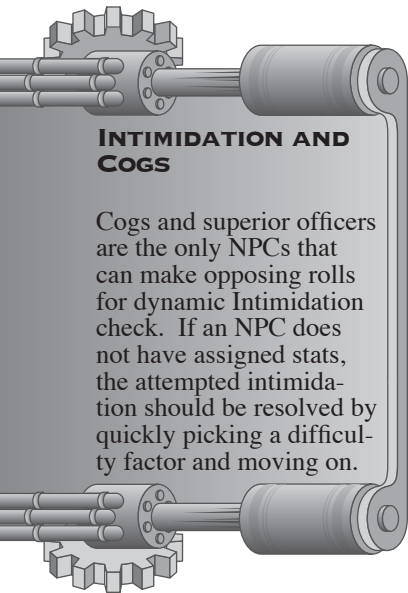 INTIMIDATION AND
COGS
Cogs and superior officers
are the only NPCs that
can make opposing rolls
for dynamic Intimidation
check.  If an NPC does
not have assigned stats,
the attempted intimida-
tion should be resolved by
quickly picking a difficul-
ty factor and moving on.